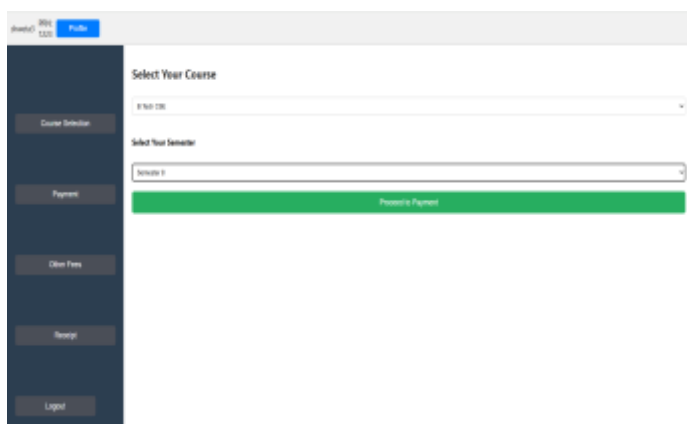 Profile
Select Your Course
Course Selection
Select Your Semester
Payment
Proceed to Payment
Other Fees
Receipt
Logout